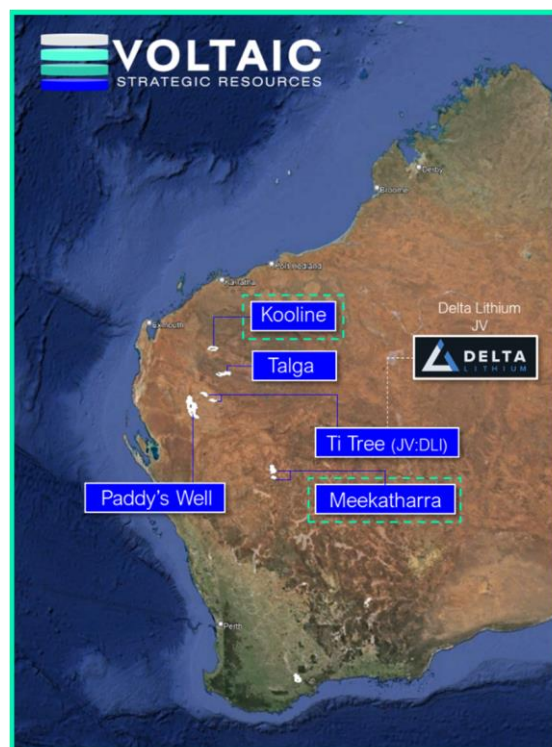 VOLTAIC
STRATEGIC RESOURCES
Derby
Broome
Port Hedland
Karratha
Exmouth
Kooline
Delta Lithium
JV
DELTA
LITHIUM
Talga
Ti Tree (JV:DLI)
Paddy's Well
Meekatharra
Perth